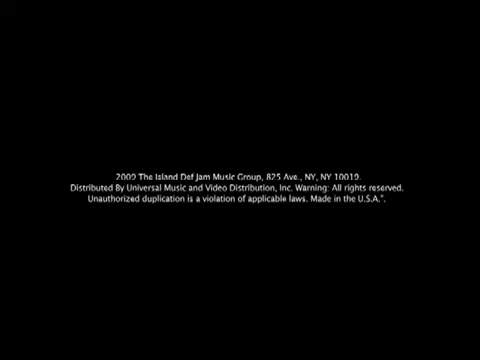 2009 The Island Def Jam Music Group, 825 Ave., NY, NY 10019.
Distributed By Universal Music and Video Distribution, Inc. Warning: All rights reserved.
Unauthorized duplication is a violation of applicable laws. Made in the U.S.A.".